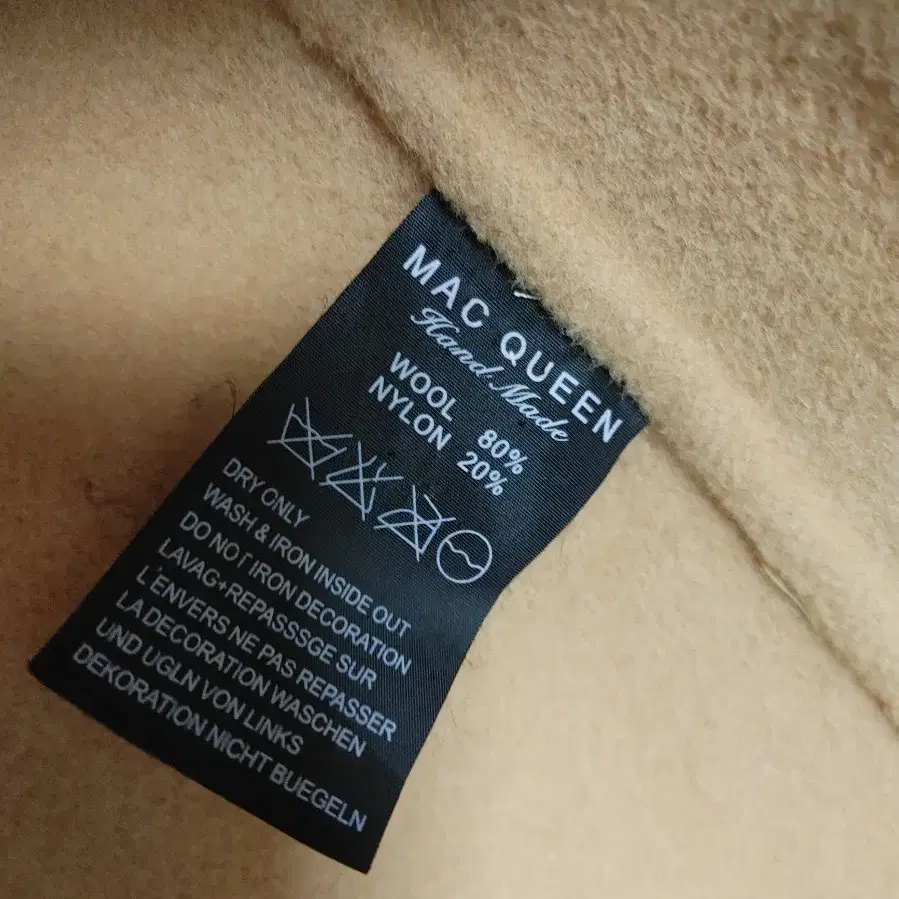 MAC QUEEN
Hand Made
WOOL 80%
NYLON 20%
DRY ONLY
WASH & IRON INSIDE OUT
DO NOT IRON DECORATION
LAVAG+REPASSSGE SUR
L'ENVERS NE PAS REPASSER
LA DECORATION WASCHEN
UND UGLN VON LINKS
DEKORATION NICHT BUEGELN